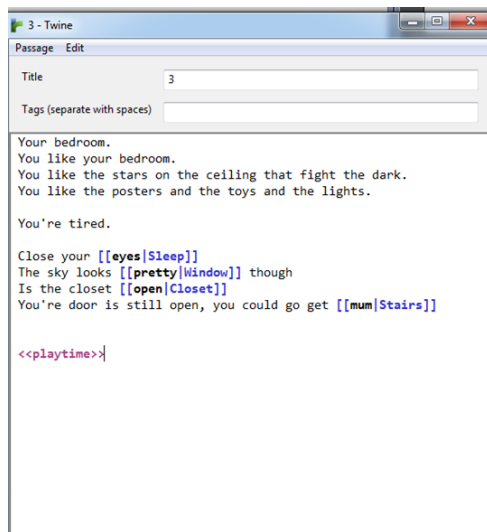 3 - Twine
Passage Edit
Title 3
Tags (separate with spaces)
Your bedroom.
You like your bedroom.
You like the stars on the ceiling that fight the dark.
You like the posters and the toys and the lights.
You're tired.
Close your [[eyes|Sleep]]
The sky looks [[pretty|Window]] though
Is the closet [[open|Closet]]
You're door is still open, you could go get [[mum|Stairs]]
<<playtime>>